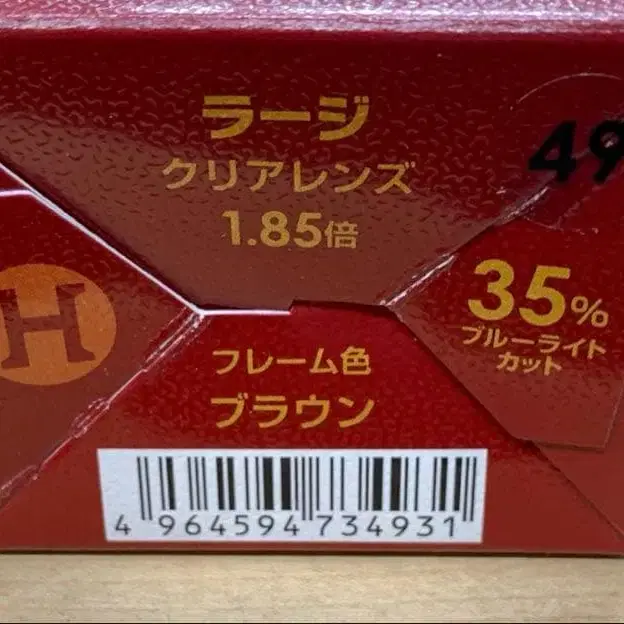 ラージ
クリアレンズ
1.85倍
49
35%
ブルーライト
カット
H
フレーム色
ブラウン
4 964594 734931